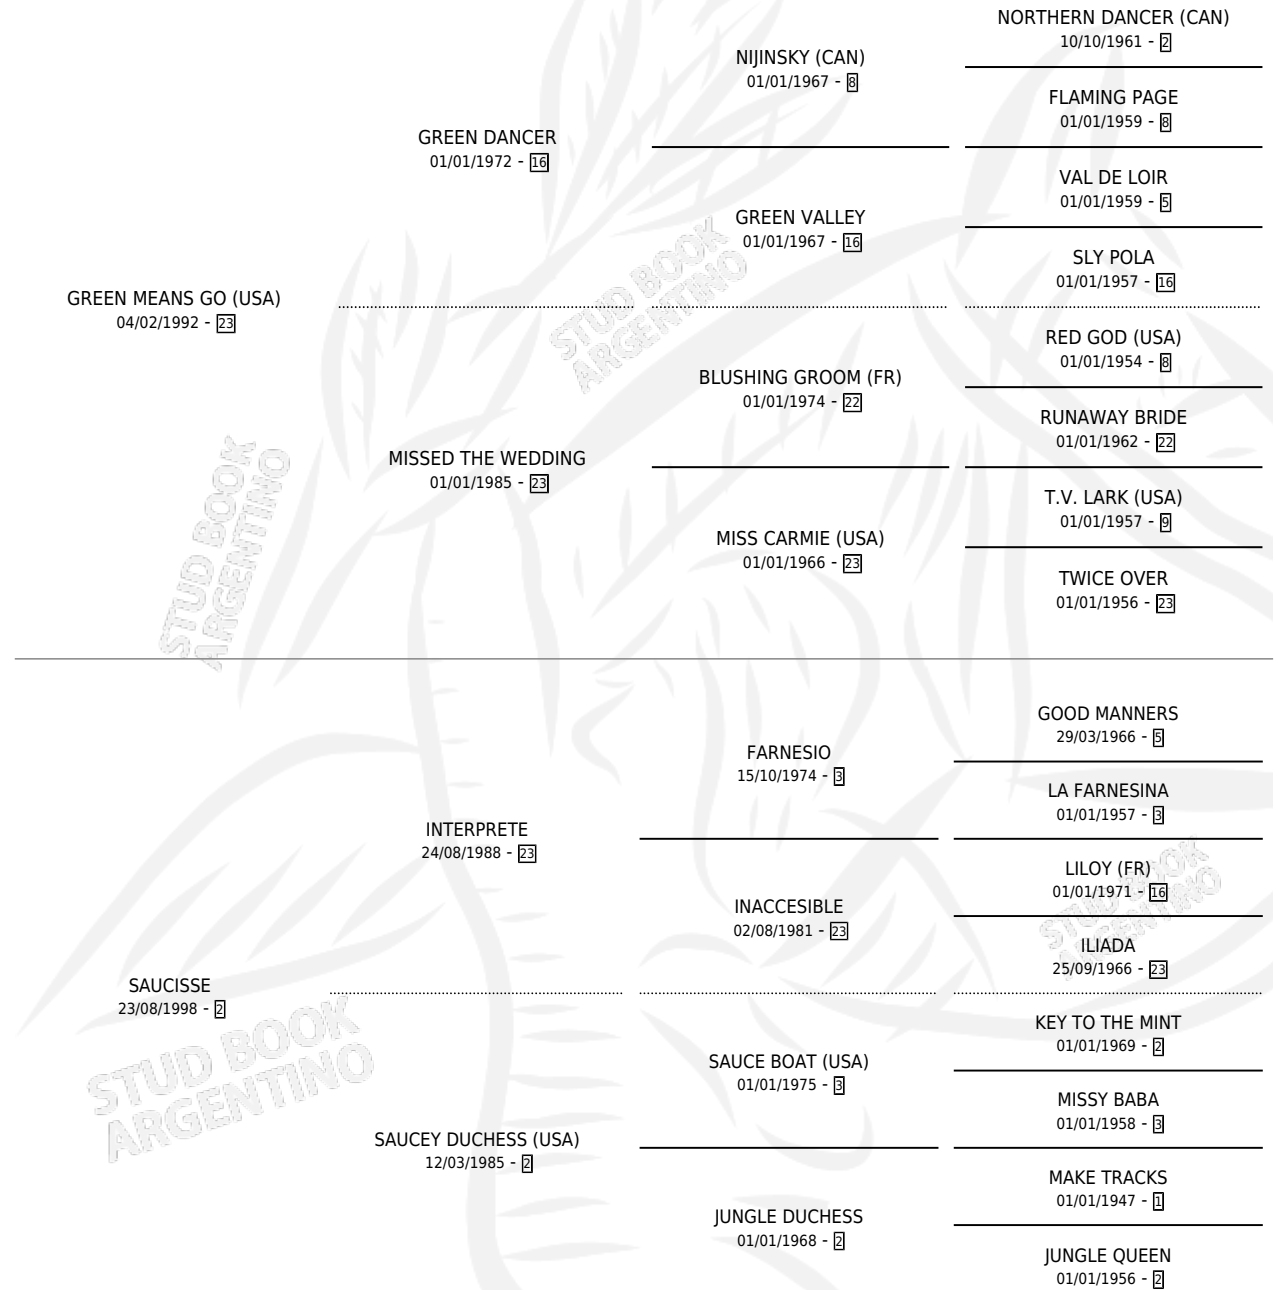 NORTHERN DANCER (CAN)
10/10/1961 - 2
NIJINSKY (CAN)
01/01/1967 - 8
FLAMING PAGE
01/01/1959 - 8
GREEN DANCER
01/01/1972 - 16
VAL DE LOIR
01/01/1959 - 5
GREEN VALLEY
01/01/1967 - 16
SLY POLA
01/01/1957 - 16
GREEN MEANS GO (USA)
04/02/1992 - 23
STUD BOOK
ARGENTINO
RED GOD (USA)
01/01/1954 - 8
BLUSHING GROOM (FR)
01/01/1974 - 22
RUNAWAY BRIDE
01/01/1962 - 22
MISSED THE WEDDING
01/01/1985 - 23
T.V. LARK (USA)
01/01/1957 - 9
MISS CARMIE (USA)
01/01/1966 - 23
TWICE OVER
01/01/1956 - 23
STUD BOOK
ARGENTINO
GOOD MANNERS
29/03/1966 - 5
FARNESIO
15/10/1974 - 3
LA FARNESINA
01/01/1957 - 3
INTERPRETE
24/08/1988 - 23
LILOY (FR)
01/01/1971 - 16
INACCESIBLE
02/08/1981 - 23
ILIADA
25/09/1966 - 23
STUD BOOK
ARGENTINO
SAUCISSE
23/08/1998 - 2
KEY TO THE MINT
01/01/1969 - 2
SAUCE BOAT (USA)
01/01/1975 - 3
MISSY BABA
01/01/1958 - 3
STUD BOOK
ARGENTINO
SAUCEY DUCHESS (USA)
12/03/1985 - 2
MAKE TRACKS
01/01/1947 - 1
JUNGLE DUCHESS
01/01/1968 - 2
JUNGLE QUEEN
01/01/1956 - 2